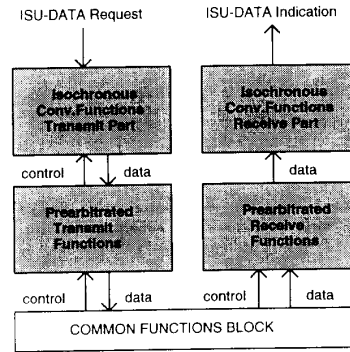 ISU-DATA Request
ISU-DATA Indication
Isochronous
Conv.Functions
Transmit Part
Isochronous
Conv.Functions
Receive Part
control
data
data
Prearbitrated
Transmit
Functions
Prearbitrated
Receive
Functions
control
data
control
data
COMMON FUNCTIONS BLOCK